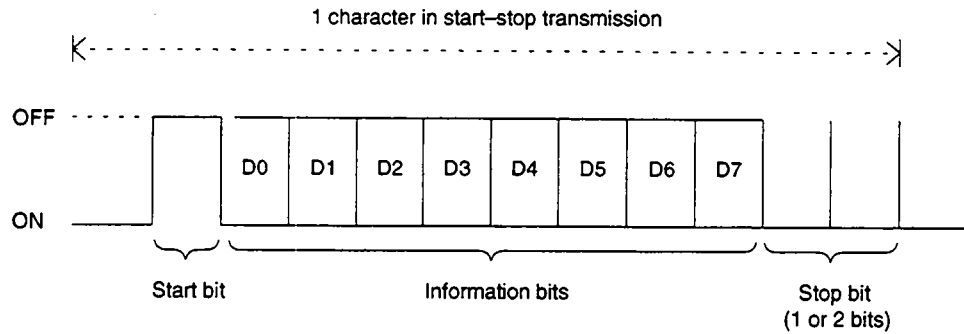 1 character in start–stop transmission
OFF
D0 D1 D2 D3 D4 D5 D6 D7
ON
Start bit
Information bits
Stop bit
(1 or 2 bits)